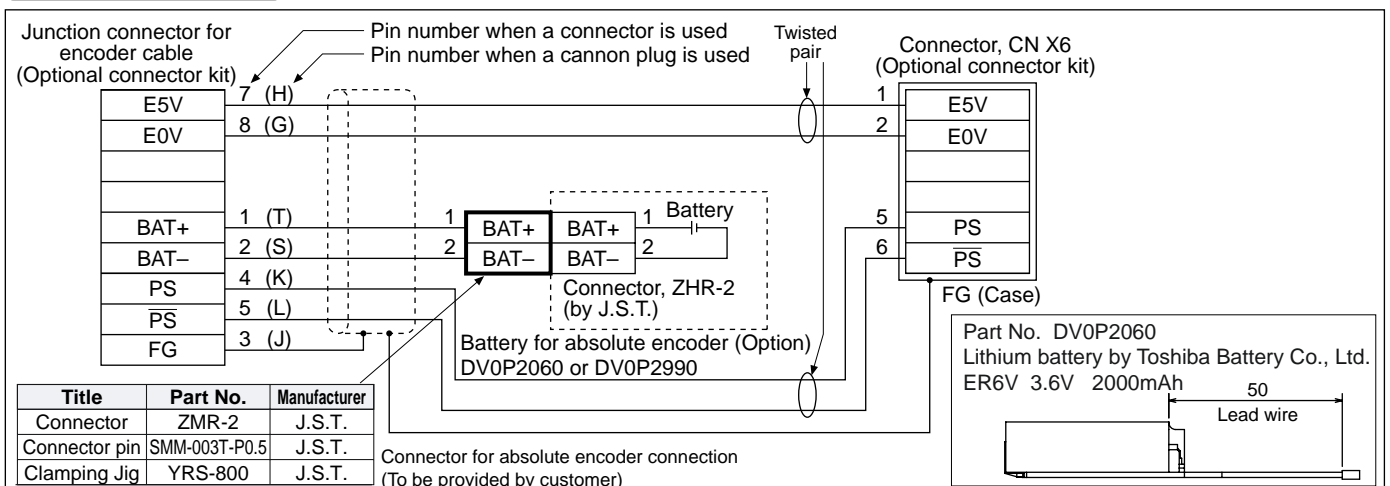 Junction connector for
encoder cable
(Optional connector kit)
Pin number when a connector is used
Pin number when a cannon plug is used
Twisted
pair
Connector, CN X6
(Optional connector kit)
E5V 7 (H)
E0V 8 (G)
BAT+ 1 (T)
BAT– 2 (S)
PS 4 (K)
P̅S̅ 5 (L)
FG 3 (J)
1 BAT+ BAT+ 1
2 BAT– BAT– 2
Battery
Connector, ZHR-2
(by J.S.T.)
Battery for absolute encoder (Option)
DV0P2060 or DV0P2990
1 E5V
2 E0V
5 PS
6 P̅S̅
FG (Case)
Title Part No. Manufacturer
Connector ZMR-2 J.S.T.
Connector pin SMM-003T-P0.5 J.S.T.
Clamping Jig YRS-800 J.S.T.
Connector for absolute encoder connection
(To be provided by customer)
Part No. DV0P2060
Lithium battery by Toshiba Battery Co., Ltd.
ER6V 3.6V 2000mAh
50
Lead wire